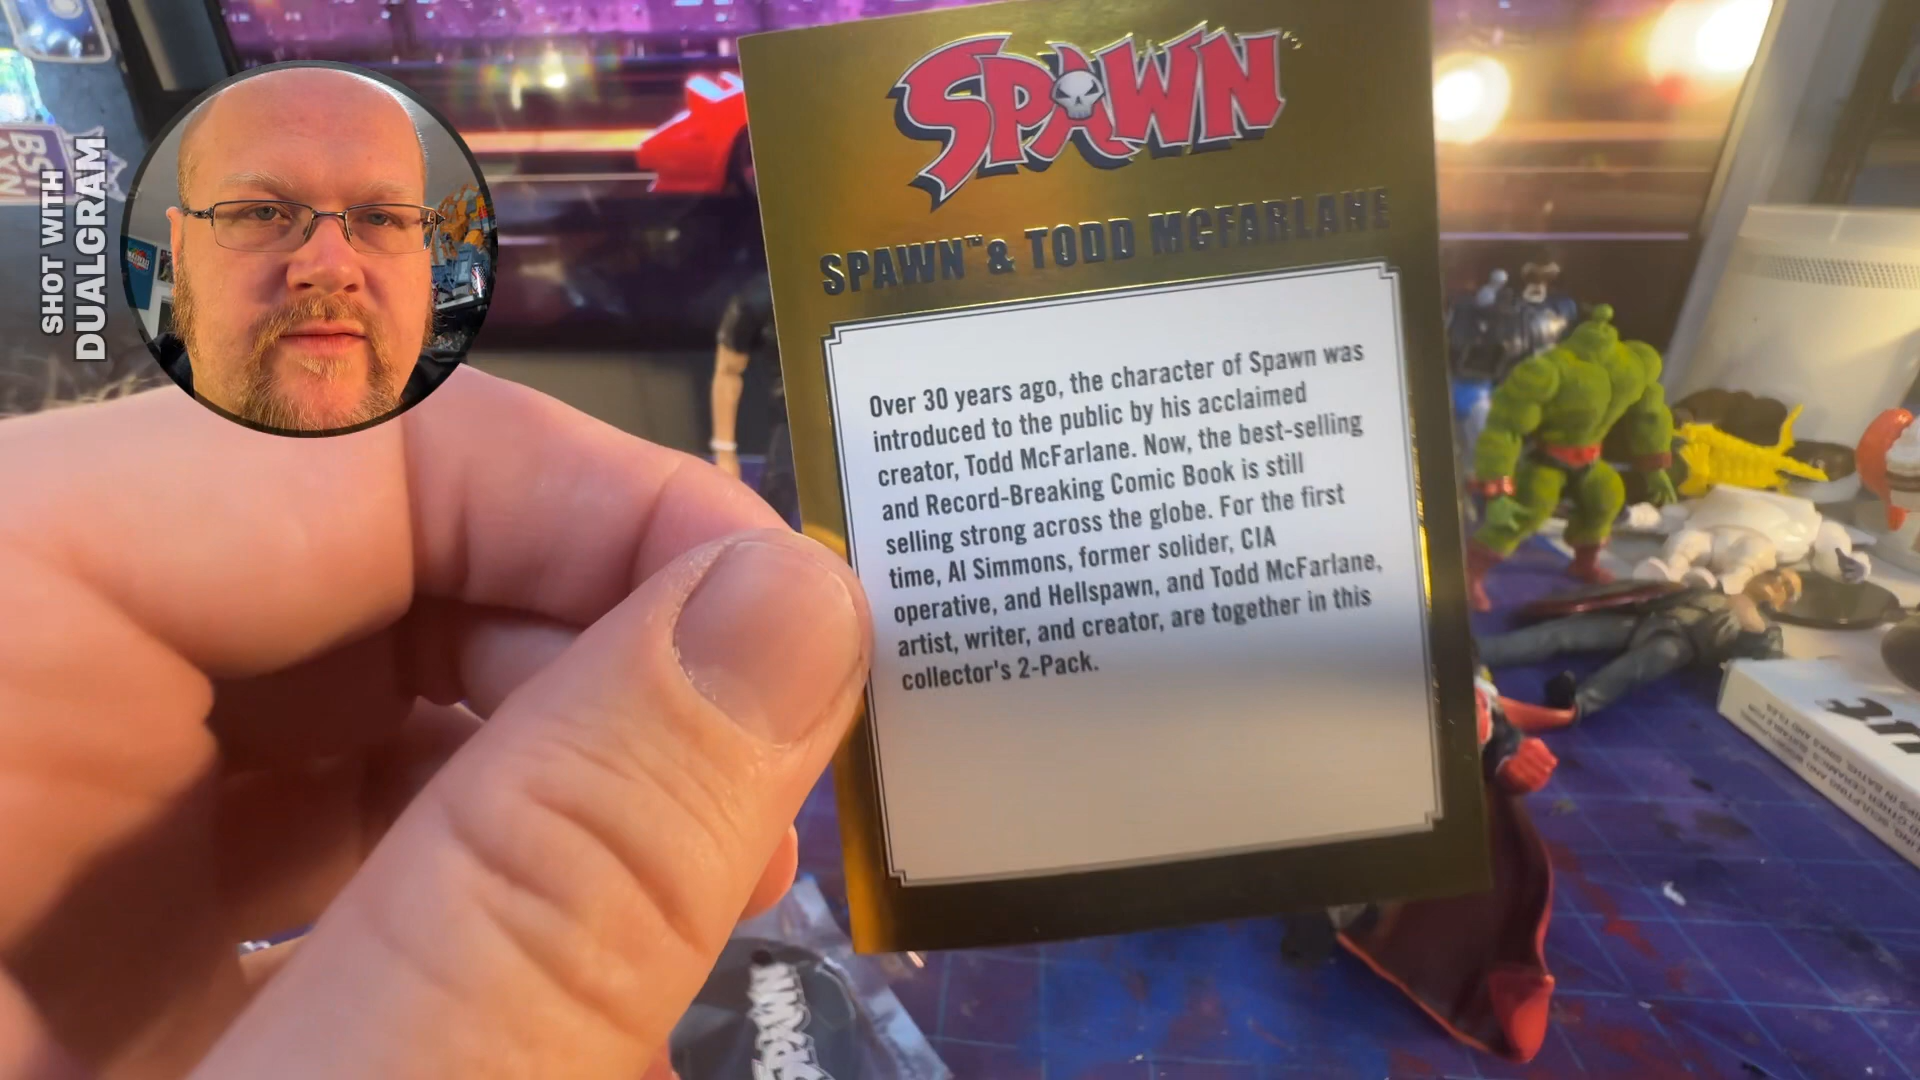 SHOT WITH
DUALGRAM
SPAWN
SPAWN™ & TODD MCFARLANE
Over 30 years ago, the character of Spawn was
introduced to the public by his acclaimed
creator, Todd McFarlane. Now, the best-selling
and Record-Breaking Comic Book is still
selling strong across the globe. For the first
time, Al Simmons, former solider, CIA
operative, and Hellspawn, and Todd McFarlane,
artist, writer, and creator, are together in this
collector's 2-Pack.
SPAWN